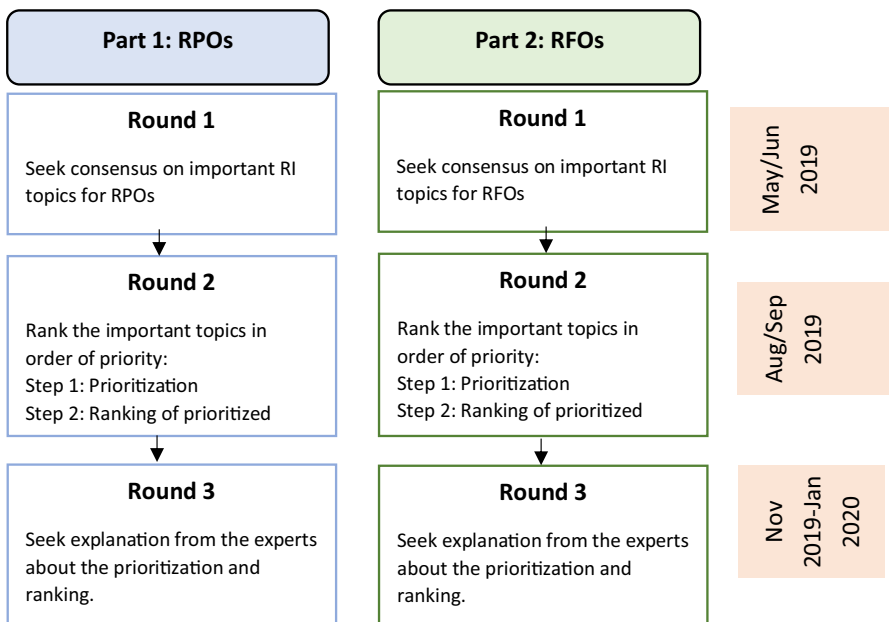 Part 1: RPOs
Part 2: RFOs
Round 1
Seek consensus on important RI
topics for RPOs
Round 1
Seek consensus on important RI
topics for RFOs
May/Jun
2019
Round 2
Rank the important topics in
order of priority:
Step 1: Prioritization
Step 2: Ranking of prioritized
Round 2
Rank the important topics in
order of priority:
Step 1: Prioritization
Step 2: Ranking of prioritized
Aug/Sep
2019
Round 3
Seek explanation from the experts
about the prioritization and
ranking.
Round 3
Seek explanation from the experts
about the prioritization and
ranking.
Nov
2019-Jan
2020